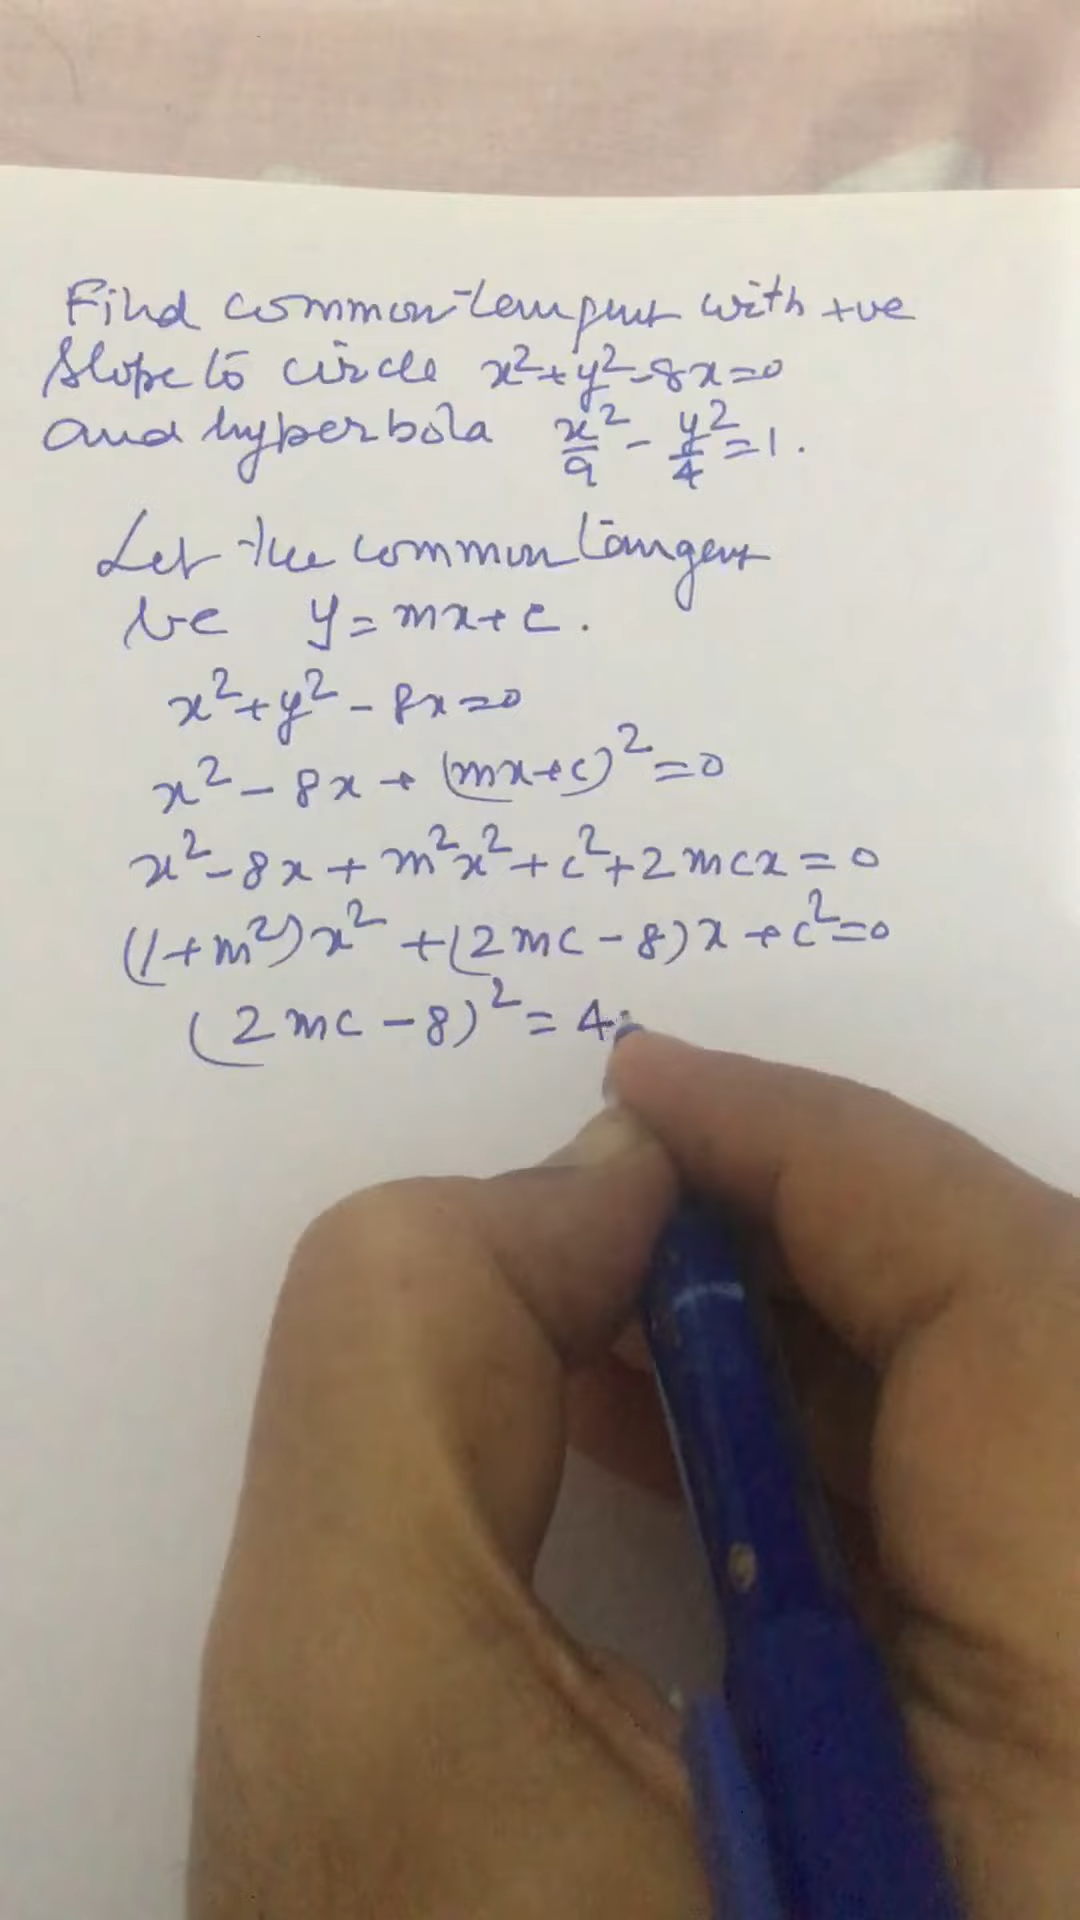 Find common tangent with +ve
slope to circle x²+y²-8x=0
and hyperbola x²/9 - y²/4 = 1.
Let the common tangent
be y = mx+c.
x²+y²-8x=0
x²-8x+(mx+c)²=0
x²-8x+m²x²+c²+2mcx=0
(1+m²)x²+(2mc-8)x+c²=0
(2mc-8)²=4